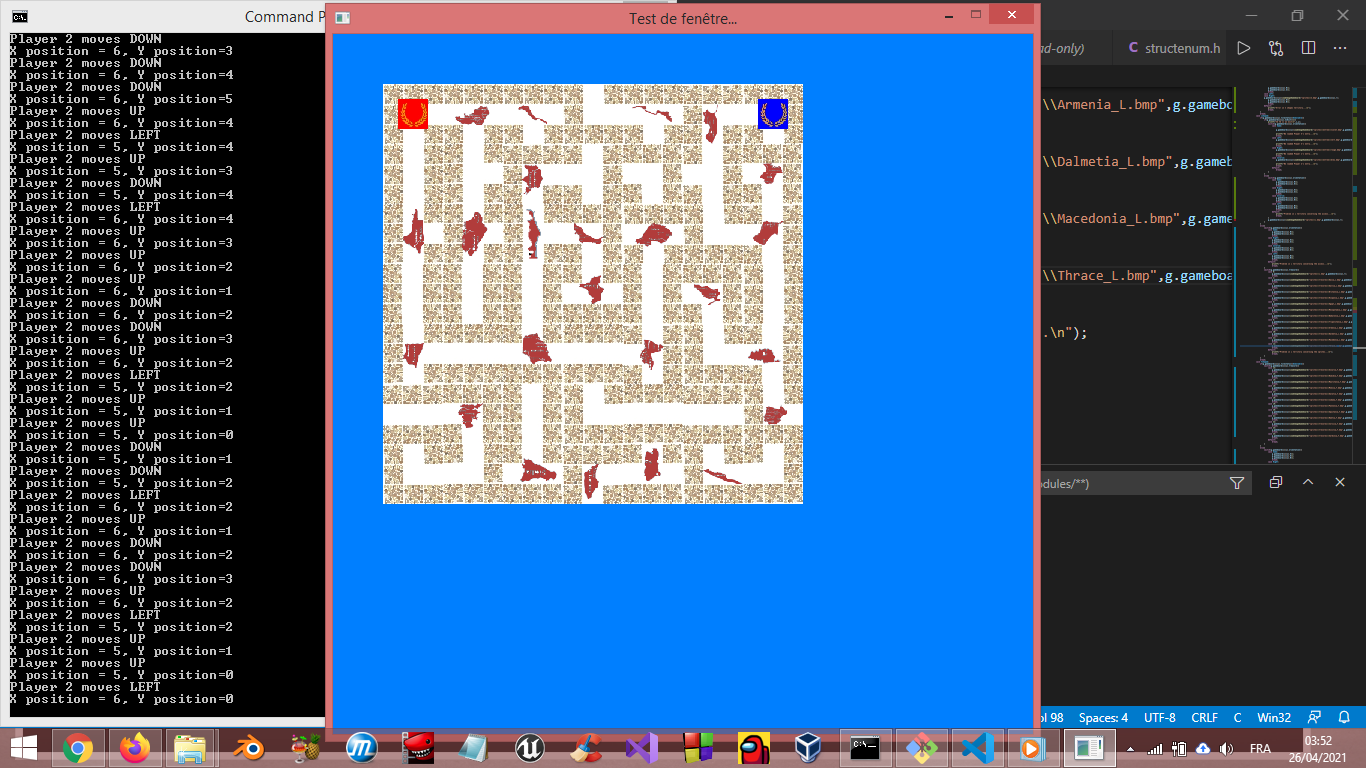 Command P
Test de fenêtre...
Player 2 moves DOWN
X position = 6, Y position=3
Player 2 moves DOWN
X position = 6, Y position=4
Player 2 moves DOWN
X position = 6, Y position=5
Player 2 moves UP
X position = 6, Y position=4
Player 2 moves LEFT
X position = 5, Y position=4
Player 2 moves UP
X position = 5, Y position=3
Player 2 moves DOWN
X position = 5, Y position=4
Player 2 moves LEFT
X position = 6, Y position=4
Player 2 moves UP
X position = 6, Y position=3
Player 2 moves UP
X position = 6, Y position=2
Player 2 moves UP
X position = 6, Y position=1
Player 2 moves DOWN
X position = 6, Y position=2
Player 2 moves DOWN
X position = 6, Y position=3
Player 2 moves UP
X position = 6, Y position=2
Player 2 moves LEFT
X position = 5, Y position=2
Player 2 moves UP
X position = 5, Y position=1
Player 2 moves UP
X position = 5, Y position=0
Player 2 moves DOWN
X position = 5, Y position=1
Player 2 moves DOWN
X position = 5, Y position=2
Player 2 moves LEFT
X position = 6, Y position=2
Player 2 moves UP
X position = 6, Y position=1
Player 2 moves DOWN
X position = 6, Y position=2
Player 2 moves DOWN
X position = 6, Y position=3
Player 2 moves UP
X position = 6, Y position=2
Player 2 moves LEFT
X position = 5, Y position=2
Player 2 moves UP
X position = 5, Y position=1
Player 2 moves UP
X position = 5, Y position=0
Player 2 moves LEFT
X position = 6, Y position=0
ad-only)
C structenum.h
\\Armenia_L.bmp",g.gamebo
\\Dalmetia_L.bmp",g.gameb
\\Macedonia_L.bmp",g.game
\\Thrace_L.bmp",g.gameboa
.\n");
odules/**)
ol 98 Spaces: 4 UTF-8 CRLF C Win32
FRA
03:52
26/04/2021